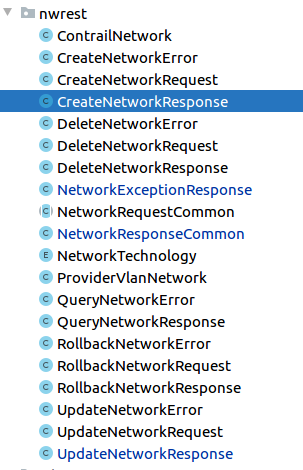 nwrest
ContrailNetwork
CreateNetworkError
CreateNetworkRequest
CreateNetworkResponse
DeleteNetworkError
DeleteNetworkRequest
DeleteNetworkResponse
NetworkExceptionResponse
NetworkRequestCommon
NetworkResponseCommon
NetworkTechnology
ProviderVlanNetwork
QueryNetworkError
QueryNetworkResponse
RollbackNetworkError
RollbackNetworkRequest
RollbackNetworkResponse
UpdateNetworkError
UpdateNetworkRequest
UpdateNetworkResponse